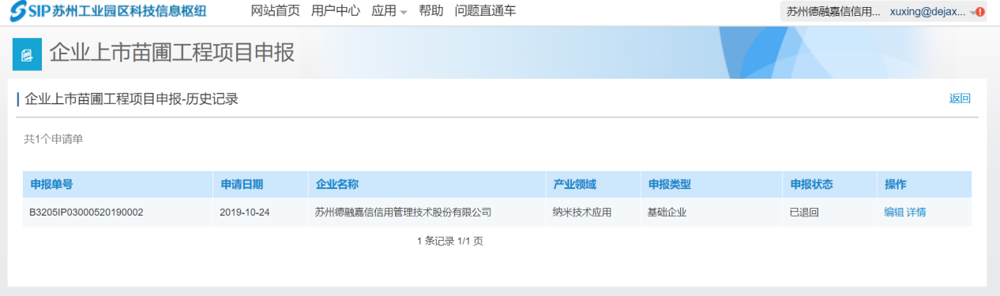 SIP苏州工业园区科技信息枢纽 网站首页 用户中心 应用 帮助 问题直通车 苏州德融嘉信信用... xuxing@dejax...
企业上市苗圃工程项目申报
企业上市苗圃工程项目申报-历史记录 返回
共1个申请单
申报单号 申请日期 企业名称 产业领域 申报类型 申报状态 操作
B3205IP03000520190002 2019-10-24 苏州德融嘉信信用管理技术股份有限公司 纳米技术应用 基础企业 已退回 编辑 详情
1 条记录 1/1 页